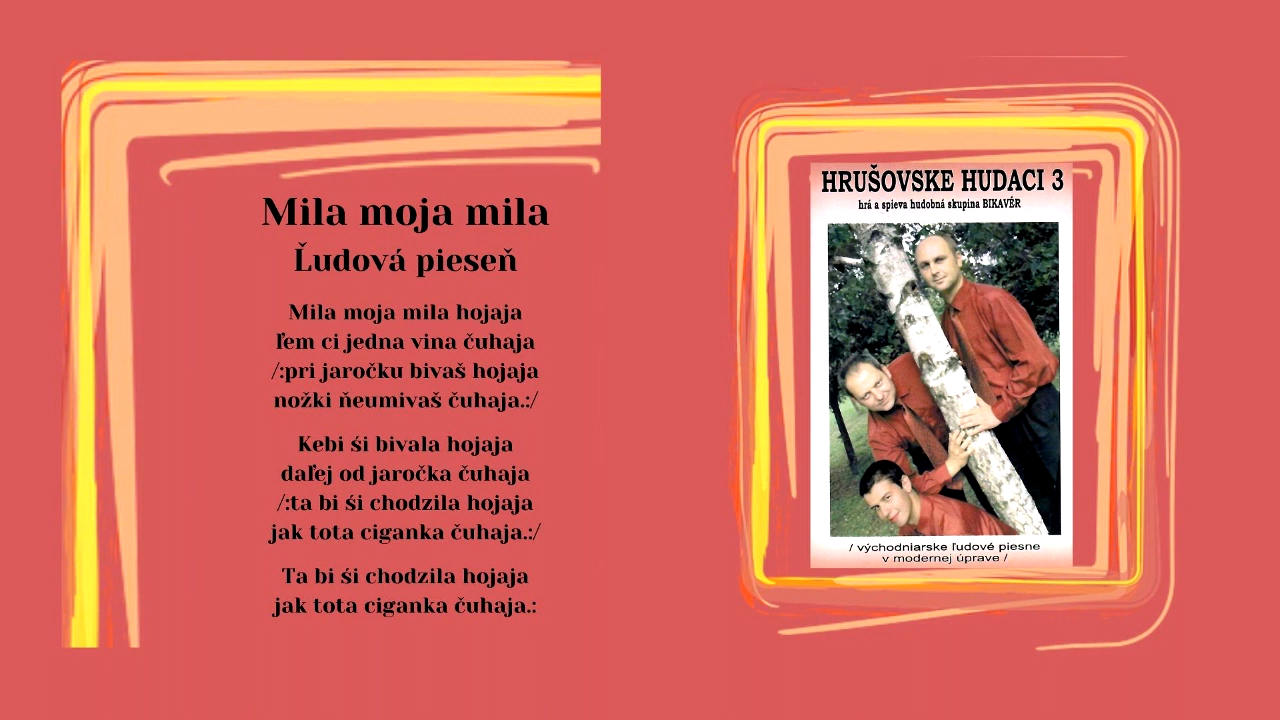 Mila moja mila
Ľudová pieseň
Mila moja mila hojaja
ľem ci jedna vina čuhaja
/:pri jaročku bivaš hojaja
nožki ňeumivaš čuhaja.:/
Kebi śi bivala hojaja
daľej od jaročka čuhaja
/:ta bi śi chodzila hojaja
jak tota ciganka čuhaja.:/
Ta bi śi chodzila hojaja
jak tota ciganka čuhaja.:
HRUŠOVSKE HUDACI 3
hrá a spieva hudobná skupina BIKAVÉR
/ východniarske ľudové piesne
v modernej úprave /